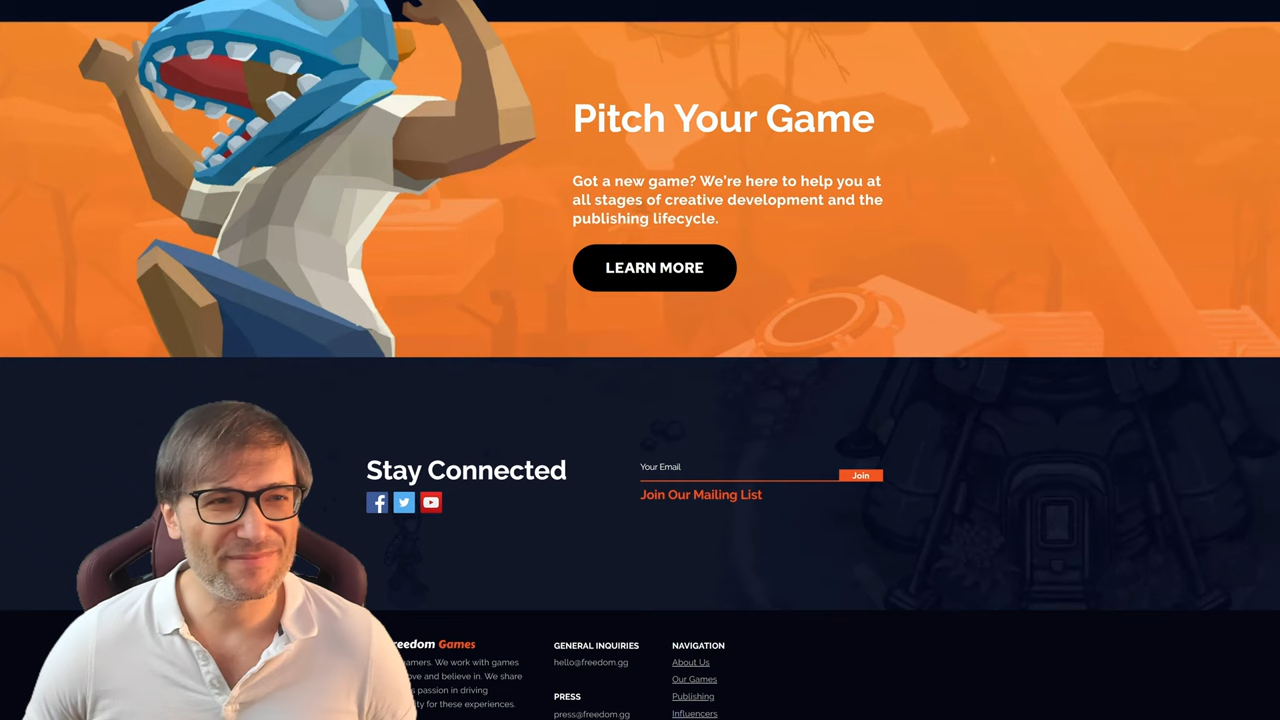 Pitch Your Game
Got a new game? We're here to help you at
all stages of creative development and the
publishing lifecycle.
LEARN MORE
Stay Connected
Your Email
Join
Join Our Mailing List
reedom Games
amers. We work with games
ove and believe in. We share
s passion in driving
ty for these experiences.
GENERAL INQUIRIES
hello@freedom.gg
PRESS
press@freedom.gg
NAVIGATION
About Us
Our Games
Publishing
Influencers